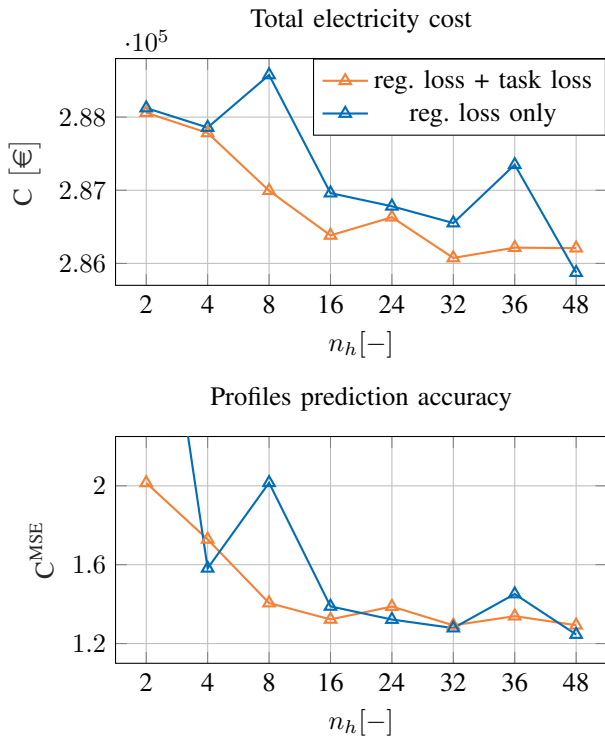 Total electricity cost
·10⁵
reg. loss + task loss
reg. loss only
2.88
2.87
2.86
C [€]
2 4 8 16 24 32 36 48
n_h[−]
Profiles prediction accuracy
2
1.6
1.2
C^MSE
2 4 8 16 24 32 36 48
n_h[−]